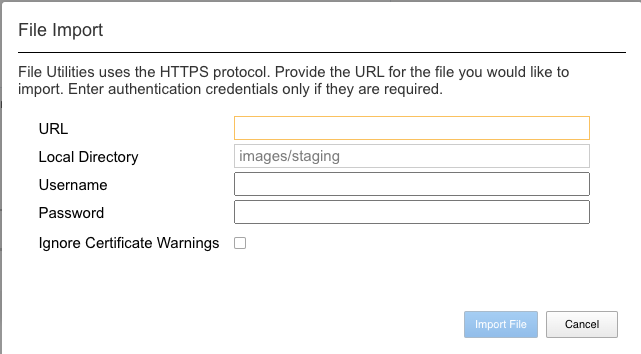 File Import
File Utilities uses the HTTPS protocol. Provide the URL for the file you would like to
import. Enter authentication credentials only if they are required.
URL
Local Directory images/staging
Username
Password
Ignore Certificate Warnings
Import File Cancel